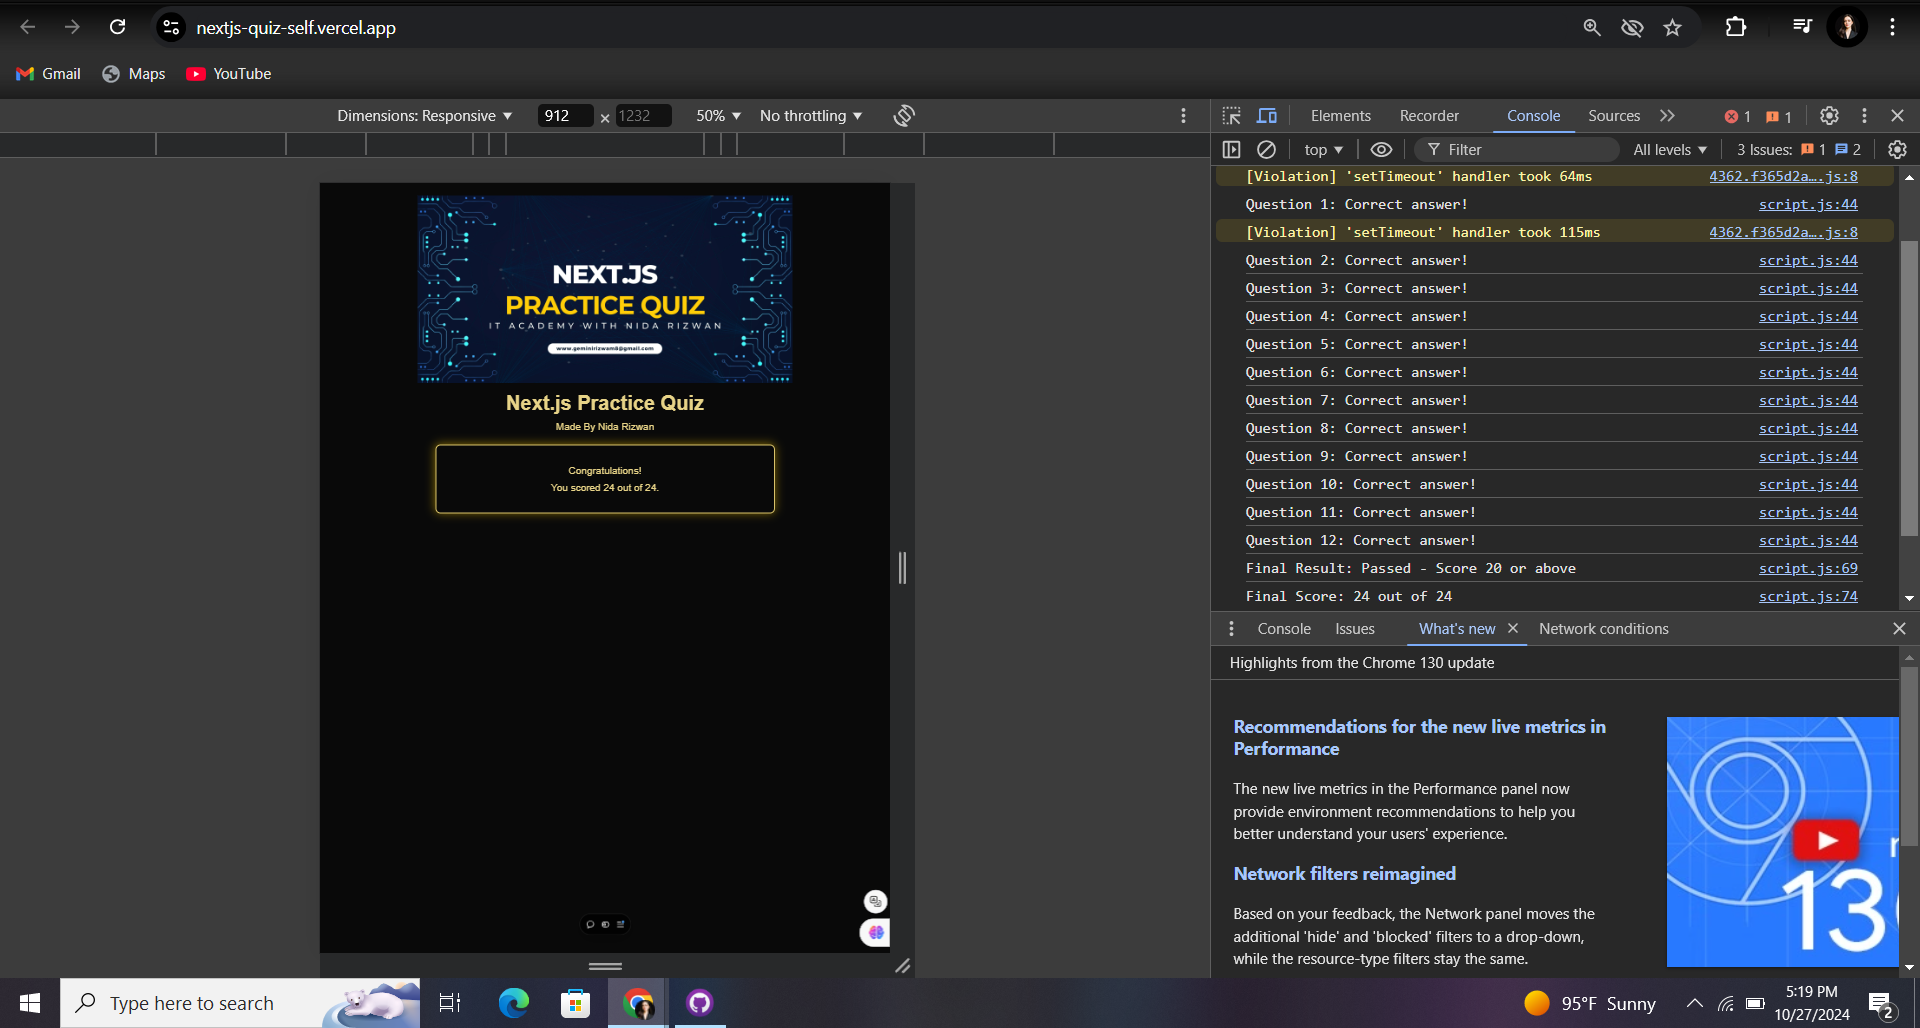 nextjs-quiz-self.vercel.app
Gmail Maps YouTube
Dimensions: Responsive 912 × 1232 50% No throttling
NEXT.JS
PRACTICE QUIZ
IT ACADEMY WITH NIDA RIZWAN
www.geminirizwam8@gmail.com
Next.js Practice Quiz
Made By Nida Rizwan
Congratulations!
You scored 24 out of 24.
Elements Recorder Console Sources 1 1
top Filter All levels 3 Issues: 1 2
[Violation] 'setTimeout' handler took 64ms 4362.f365d2a….js:8
Question 1: Correct answer! script.js:44
[Violation] 'setTimeout' handler took 115ms 4362.f365d2a….js:8
Question 2: Correct answer! script.js:44
Question 3: Correct answer! script.js:44
Question 4: Correct answer! script.js:44
Question 5: Correct answer! script.js:44
Question 6: Correct answer! script.js:44
Question 7: Correct answer! script.js:44
Question 8: Correct answer! script.js:44
Question 9: Correct answer! script.js:44
Question 10: Correct answer! script.js:44
Question 11: Correct answer! script.js:44
Question 12: Correct answer! script.js:44
Final Result: Passed - Score 20 or above script.js:69
Final Score: 24 out of 24 script.js:74
Console Issues What's new Network conditions
Highlights from the Chrome 130 update
Recommendations for the new live metrics in
Performance
The new live metrics in the Performance panel now
provide environment recommendations to help you
better understand your users' experience.
Network filters reimagined
Based on your feedback, the Network panel moves the
additional 'hide' and 'blocked' filters to a drop-down,
while the resource-type filters stay the same.
Type here to search
95°F Sunny
5:19 PM
10/27/2024
2